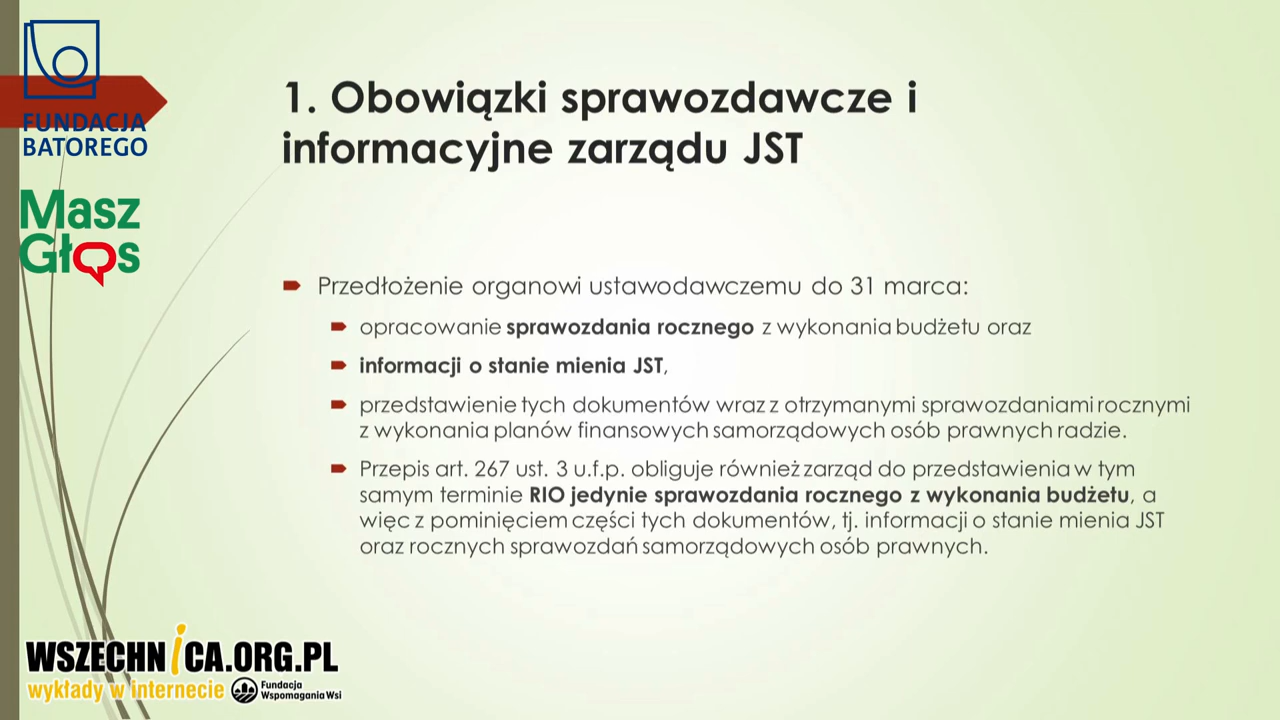 FUNDACJA
BATOREGO
Masz
Głos
1. Obowiązki sprawozdawcze i
informacyjne zarządu JST
Przedłożenie organowi ustawodawczemu do 31 marca:
opracowanie sprawozdania rocznego z wykonania budżetu oraz
informacji o stanie mienia JST,
przedstawienie tych dokumentów wraz z otrzymanymi sprawozdaniami rocznymi
z wykonania planów finansowych samorządowych osób prawnych radzie.
Przepis art. 267 ust. 3 u.f.p. obliguje również zarząd do przedstawienia w tym
samym terminie RIO jedynie sprawozdania rocznego z wykonania budżetu, a
więc z pominięciem części tych dokumentów, tj. informacji o stanie mienia JST
oraz rocznych sprawozdań samorządowych osób prawnych.
WSZECHNiCA.ORG.PL
wykłady w internecie
Fundacja
Wspomagania Wsi